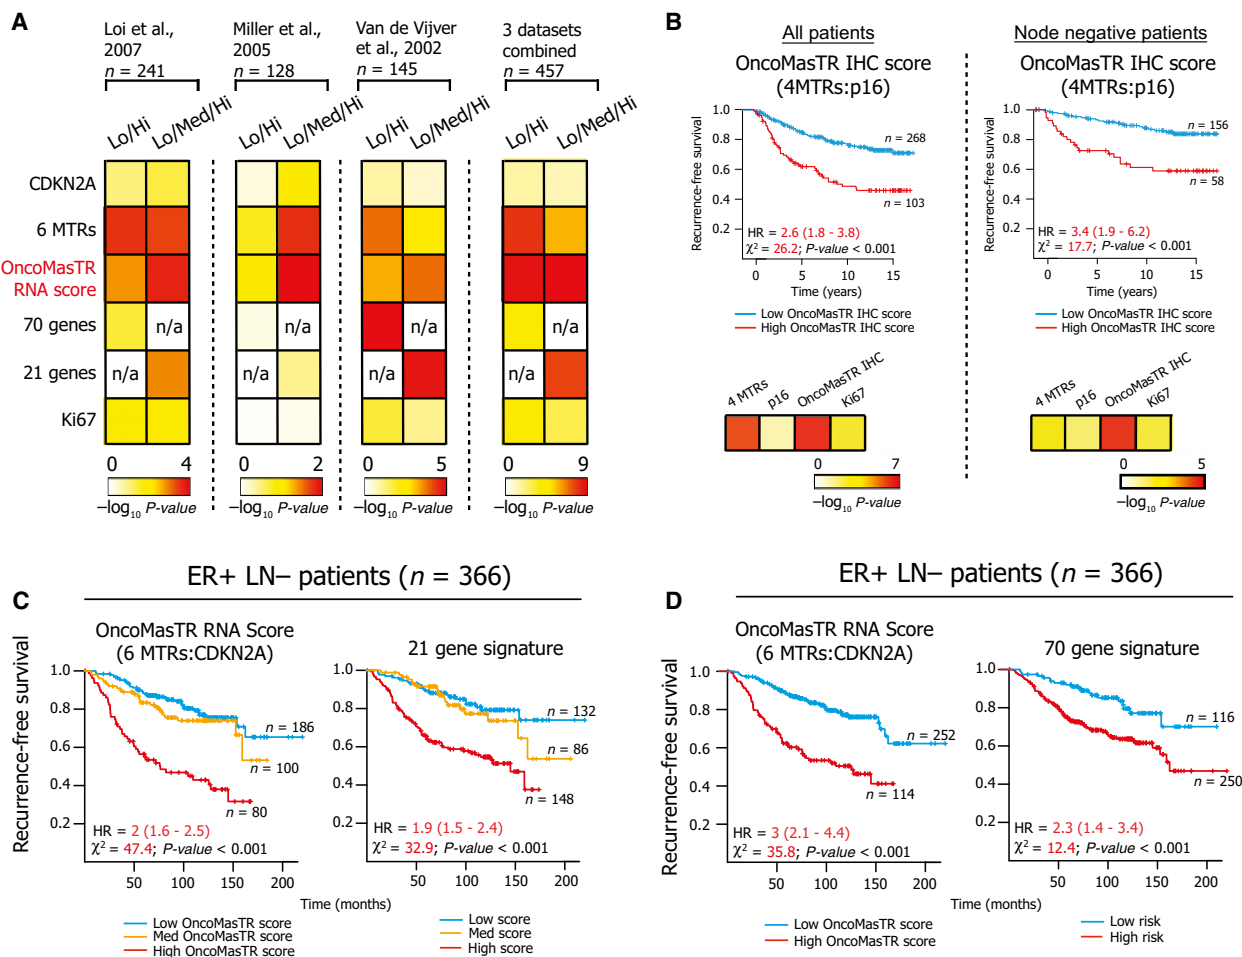 A
Loi et al.,
2007
n = 241
Miller et al.,
2005
n = 128
Van de Vijver
et al., 2002
n = 145
3 datasets
combined
n = 457
Lo/Hi
Lo/Med/Hi
Lo/Hi
Lo/Med/Hi
Lo/Hi
Lo/Med/Hi
Lo/Hi
Lo/Med/Hi
CDKN2A
6 MTRs
OncoMasTR
RNA score
70 genes
n/a
n/a
n/a
n/a
21 genes
n/a
n/a
n/a
n/a
Ki67
0 4
−log10 P-value
0 2
−log10 P-value
0 5
−log10 P-value
0 9
−log10 P-value
B
All patients
OncoMasTR IHC score
(4MTRs:p16)
Recurrence-free survival
1.0
0.8
0.6
0.4
0.2
n = 268
n = 103
HR = 2.6 (1.8 - 3.8)
χ2 = 26.2; P-value < 0.001
0 5 10 15
Time (years)
Low OncoMasTR IHC score
High OncoMasTR IHC score
4 MTRs
p16
OncoMasTR IHC
Ki67
0 7
−log10 P-value
Node negative patients
OncoMasTR IHC score
(4MTRs:p16)
Recurrence-free survival
1.0
0.8
0.6
0.4
0.2
n = 156
n = 58
HR = 3.4 (1.9 - 6.2)
χ2 = 17.7; P-value < 0.001
0 5 10 15
Time (years)
Low OncoMasTR IHC score
High OncoMasTR IHC score
4 MTRs
p16
OncoMasTR IHC
Ki67
0 5
−log10 P-value
C
ER+ LN− patients (n = 366)
OncoMasTR RNA Score
(6 MTRs:CDKN2A)
Recurrence-free survival
1.0
0.8
0.6
0.4
0.2
n = 186
n = 100
n = 80
HR = 2 (1.6 - 2.5)
χ2 = 47.4; P-value < 0.001
50 100 150 200
21 gene signature
1.0
0.8
0.6
0.4
0.2
n = 132
n = 86
n = 148
HR = 1.9 (1.5 - 2.4)
χ2 = 32.9; P-value < 0.001
50 100 150 200
Time (months)
Low OncoMasTR score
Med OncoMasTR score
High OncoMasTR score
Low score
Med score
High score
D
ER+ LN− patients (n = 366)
OncoMasTR RNA Score
(6 MTRs:CDKN2A)
Recurrence-free survival
1.0
0.8
0.6
0.4
0.2
n = 252
n = 114
HR = 3 (2.1 - 4.4)
χ2 = 35.8; P-value < 0.001
50 100 150 200
70 gene signature
1.0
0.8
0.6
0.4
0.2
n = 116
n = 250
HR = 2.3 (1.4 - 3.4)
χ2 = 12.4; P-value < 0.001
50 100 150 200
Time (months)
Low OncoMasTR score
High OncoMasTR score
Low risk
High risk